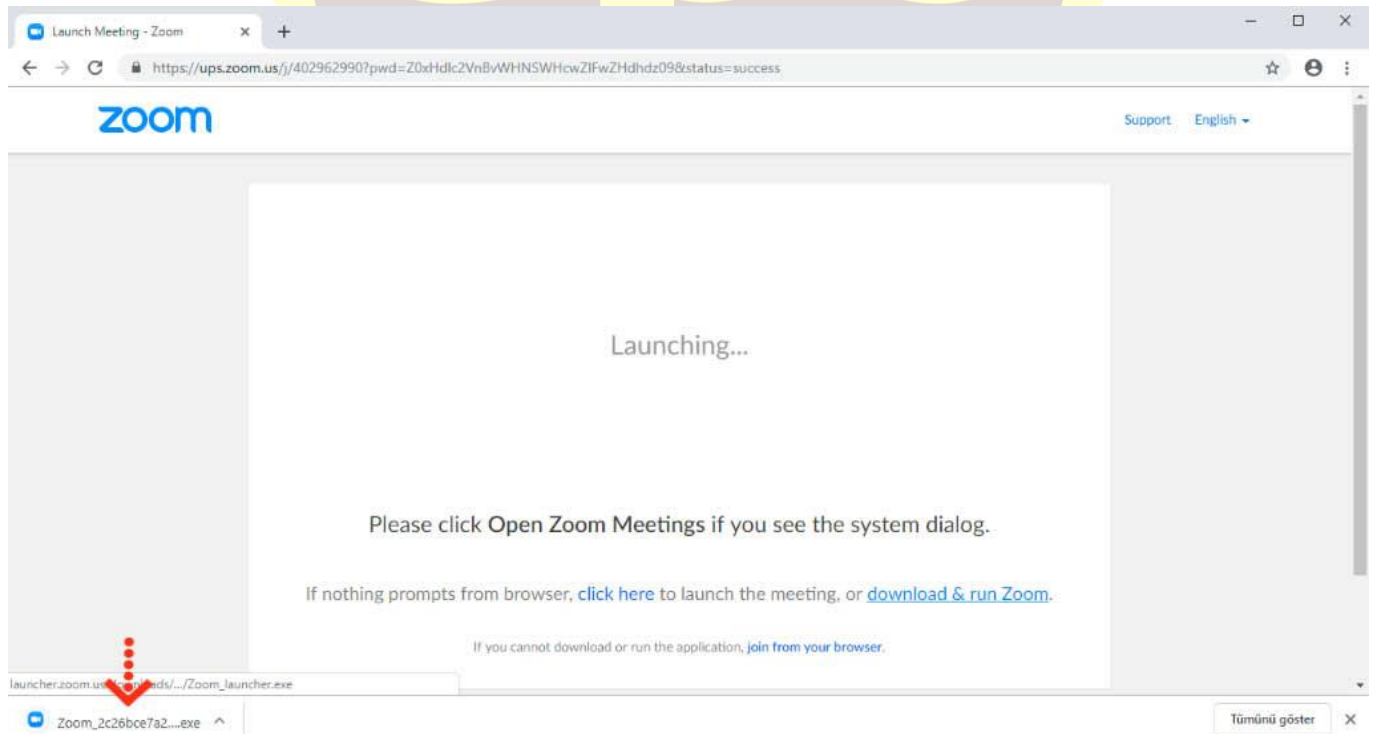 Launch Meeting - Zoom
https://ups.zoom.us/j/402962990?pwd=Z0xHdlc2VnBvWHNSWHcwZlFwZHdhdz09&status=success
zoom
Support English
Launching...
Please click Open Zoom Meetings if you see the system dialog.
If nothing prompts from browser, click here to launch the meeting, or download & run Zoom.
If you cannot download or run the application, join from your browser.
/.../Zoom_launcher.exe
Zoom_2c26bce7a2....exe
Tümünü göster